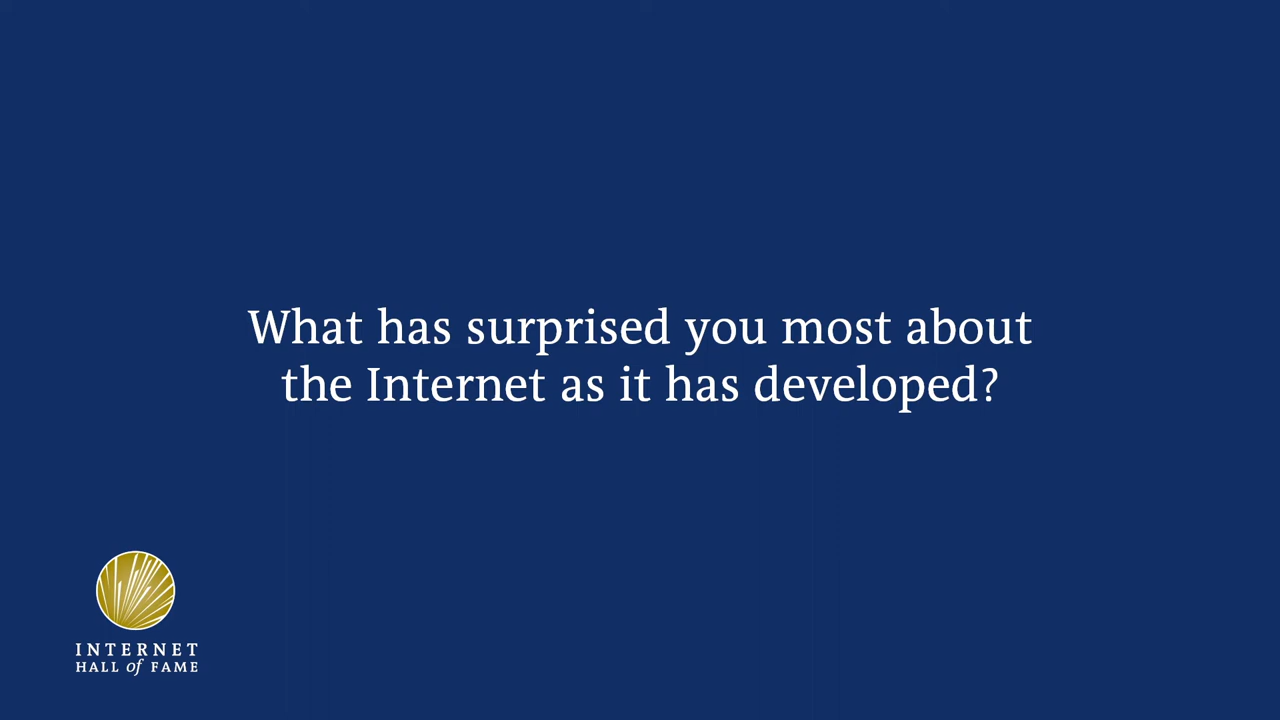 What has surprised you most about
the Internet as it has developed?
INTERNET
HALL of FAME